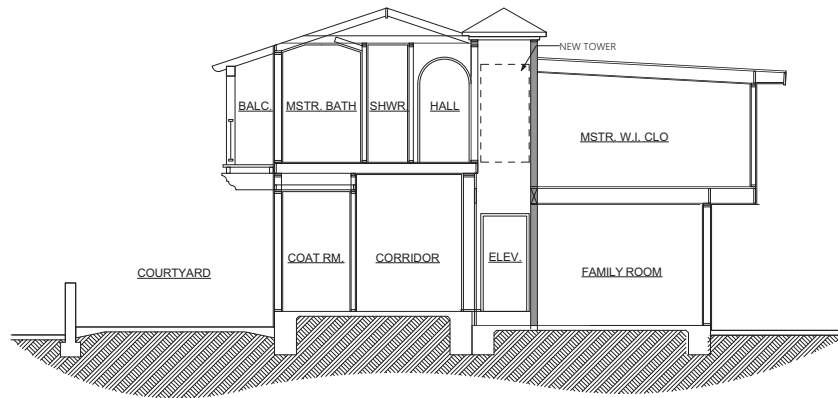 NEW TOWER
BALC.
MSTR. BATH
SHWR.
HALL
MSTR. W.I. CLO
COURTYARD
COAT RM.
CORRIDOR
ELEV.
FAMILY ROOM